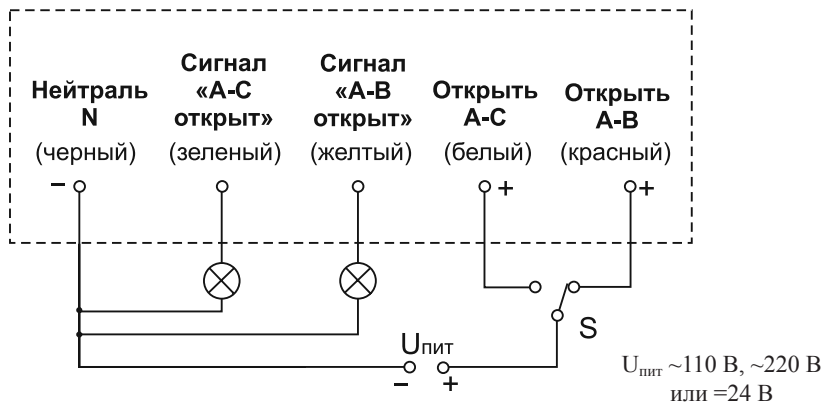 Нейтраль
N
(черный)
Сигнал
«А-С
открыт»
(зеленый)
Сигнал
«А-В
открыт»
(желтый)
Открыть
А-С
(белый)
Открыть
А-В
(красный)
− + +
S
Uпит
− +
Uпит ~110 В, ~220 В
или =24 В